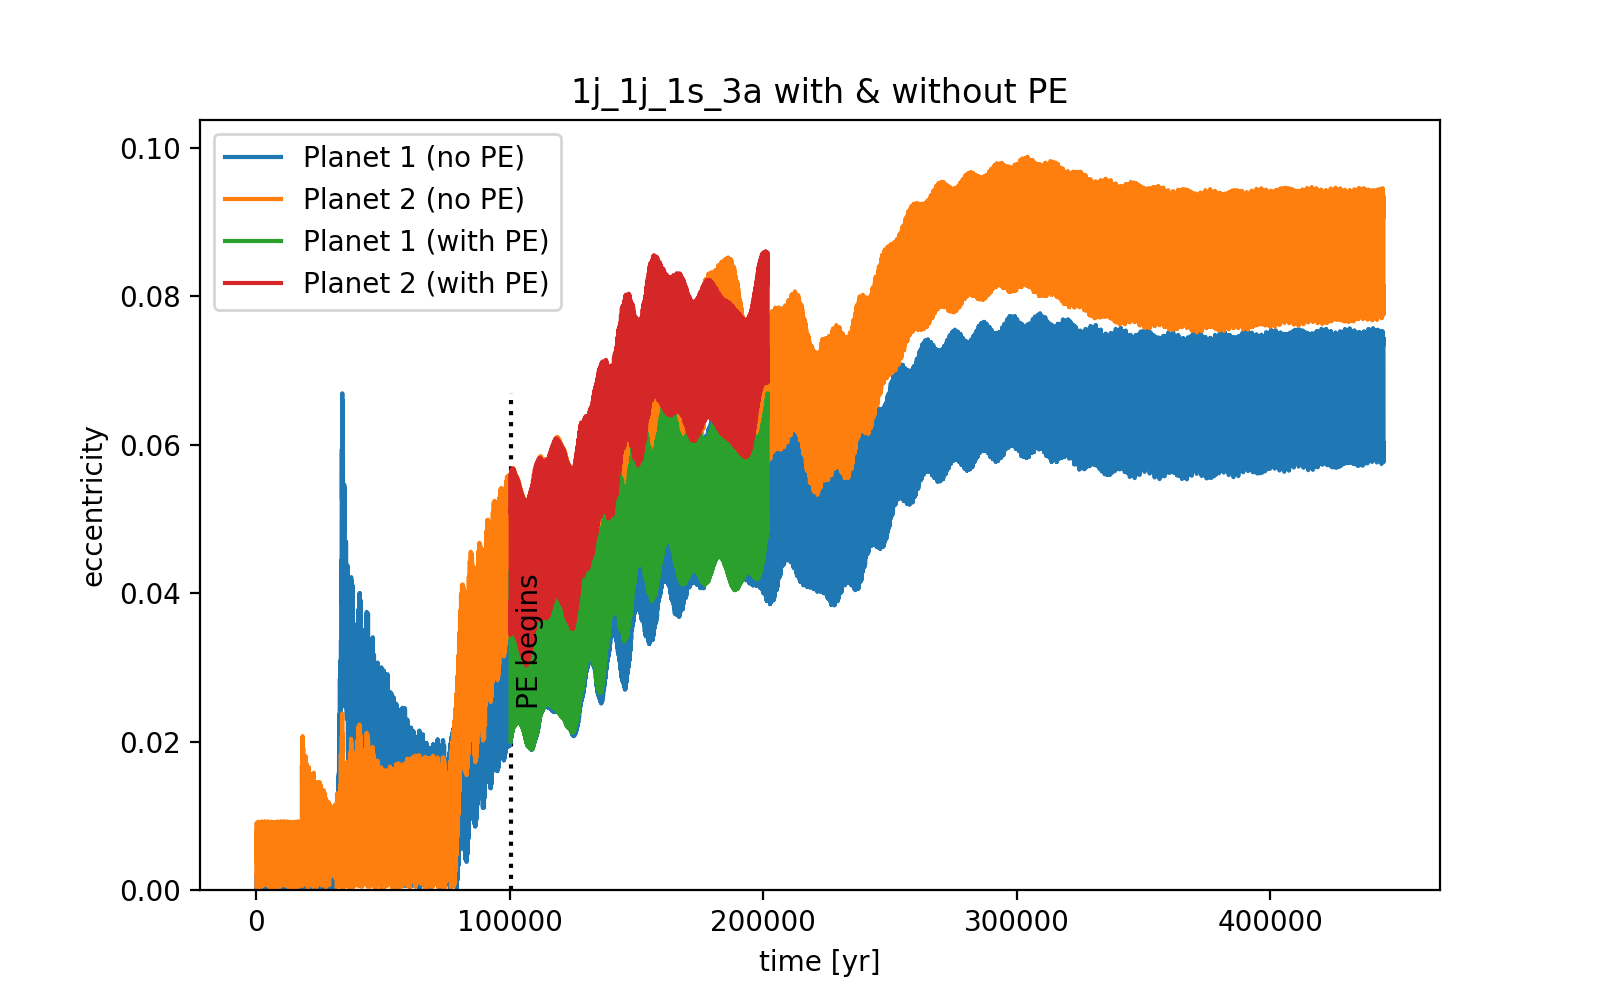 1j_1j_1s_3a with & without PE
Planet 1 (no PE)
Planet 2 (no PE)
Planet 1 (with PE)
Planet 2 (with PE)
0.10
0.08
0.06
0.04
0.02
0.00
eccentricity
PE begins
0
100000
200000
300000
400000
time [yr]